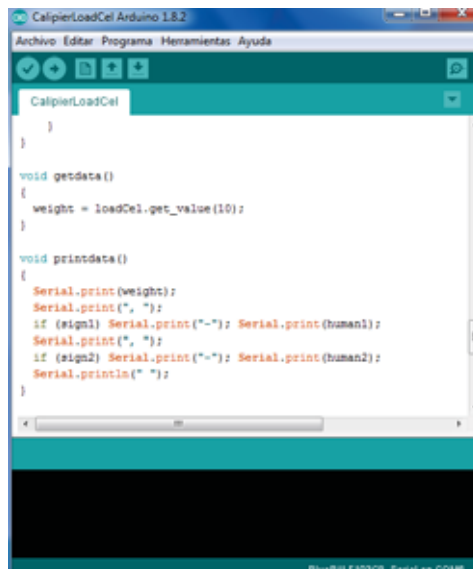 CalipierLoadCel Arduino 1.8.2
Archivo Editar Programa Herramientas Ayuda
CalipierLoadCel
}
}
void getdata()
{
weight = loadCel.get_value(10);
}
void printdata()
{
Serial.print(weight);
Serial.print(", ");
if (sign1) Serial.print("-"); Serial.print(human1);
Serial.print(", ");
if (sign2) Serial.print("-"); Serial.print(human2);
Serial.println(" ");
}